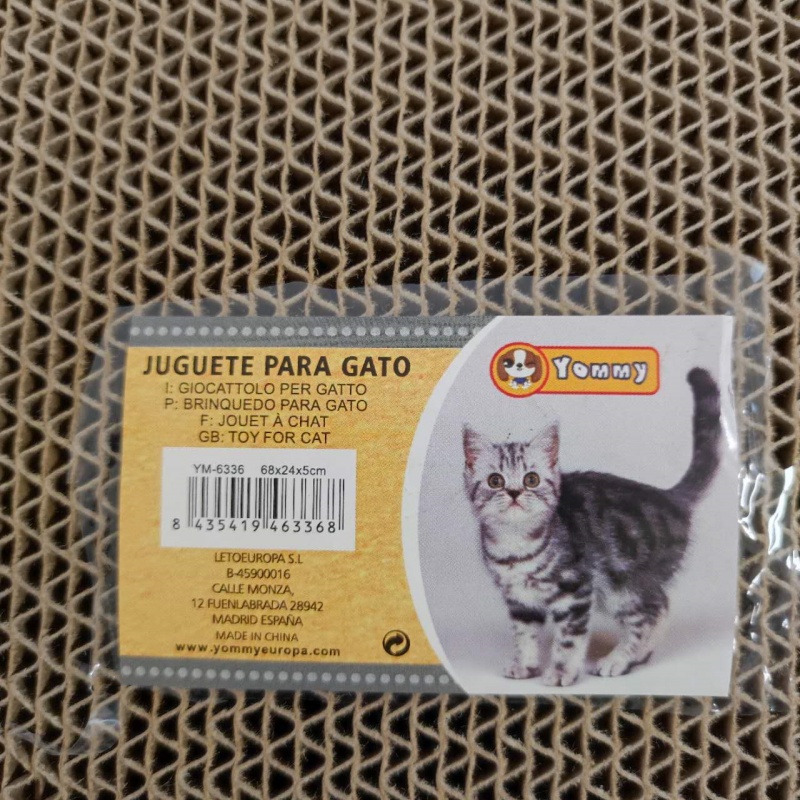 Yommy
JUGUETE PARA GATO
I: GIOCATTOLO PER GATTO
P: BRINQUEDO PARA GATO
F: JOUET À CHAT
GB: TOY FOR CAT
YM-6336 68x24x5cm
8 435419 463368
LETOEUROPA S.L
B-45900016
CALLE MONZA,
12 FUENLABRADA 28942
MADRID ESPAÑA
MADE IN CHINA
www.yommyeuropa.com